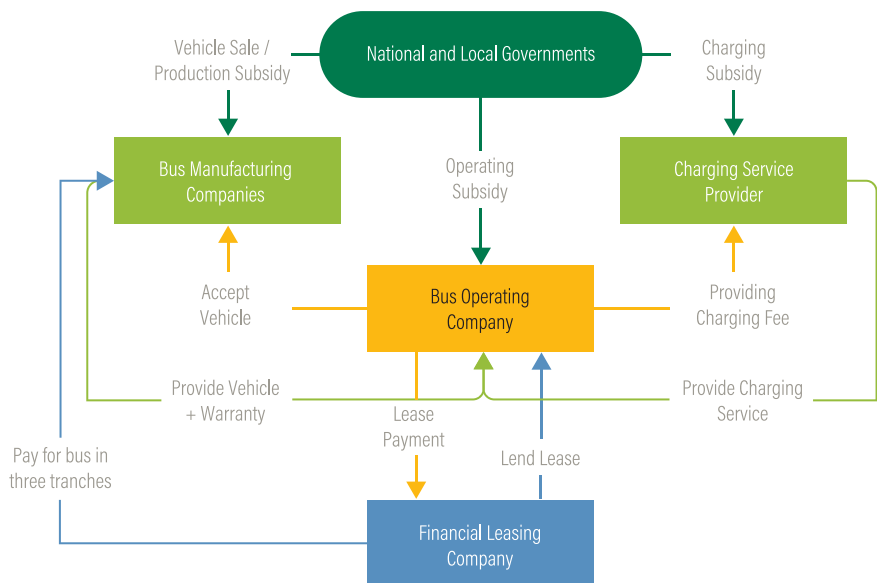 Vehicle Sale /
Production Subsidy
National and Local Governments
Charging
Subsidy
Bus Manufacturing
Companies
Operating
Subsidy
Charging Service
Provider
Accept
Vehicle
Bus Operating
Company
Providing
Charging Fee
Provide Vehicle
+ Warranty
Lease
Payment
Provide Charging
Service
Pay for bus in
three tranches
Lend Lease
Financial Leasing
Company